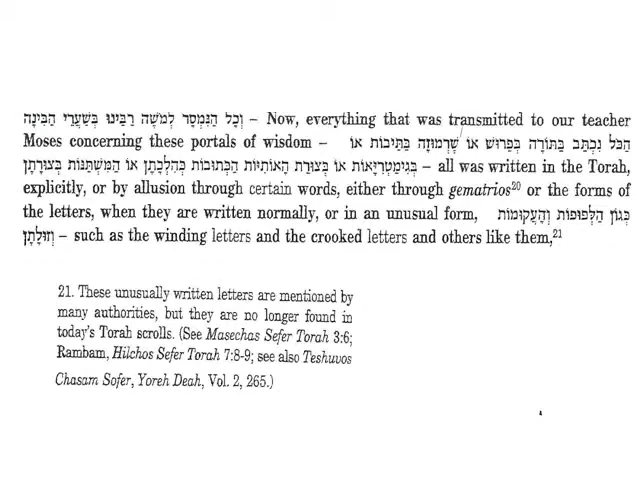 וְכָל הַנִּמְסָר לְמֹשֶׁה רַבֵּינוּ בְּשַׁעֲרֵי הַבִּינָה – Now, everything that was transmitted to our teacher
Moses concerning these portals of wisdom – הַכֹּל נִכְתַּב בַּתּוֹרָה בְּפֵרוּשׁ אוֹ שֶׁרְמוּזָה בַּתֵּיבוֹת אוֹ
בְּגִימַטְרִיָּאוֹת אוֹ בְּצוּרַת הָאוֹתִיּוֹת הַכְּתוּבוֹת כְּהִלְכָתָן אוֹ הַמִּשְׁתַּנּוֹת בְּצוּרָתָן – all was written in the Torah,
explicitly, or by allusion through certain words, either through gematrios²⁰ or the forms of
the letters, when they are written normally, or in an unusual form, כְּגוֹן הַלְּפוּפוֹת וְהָעֲקוּמוֹת
וְזוּלָתָן – such as the winding letters and the crooked letters and others like them,²¹
21. These unusually written letters are mentioned by
many authorities, but they are no longer found in
today's Torah scrolls. (See Masechas Sefer Torah 3:6;
Rambam, Hilchos Sefer Torah 7:8-9; see also Teshuvos
Chasam Sofer, Yoreh Deah, Vol. 2, 265.)